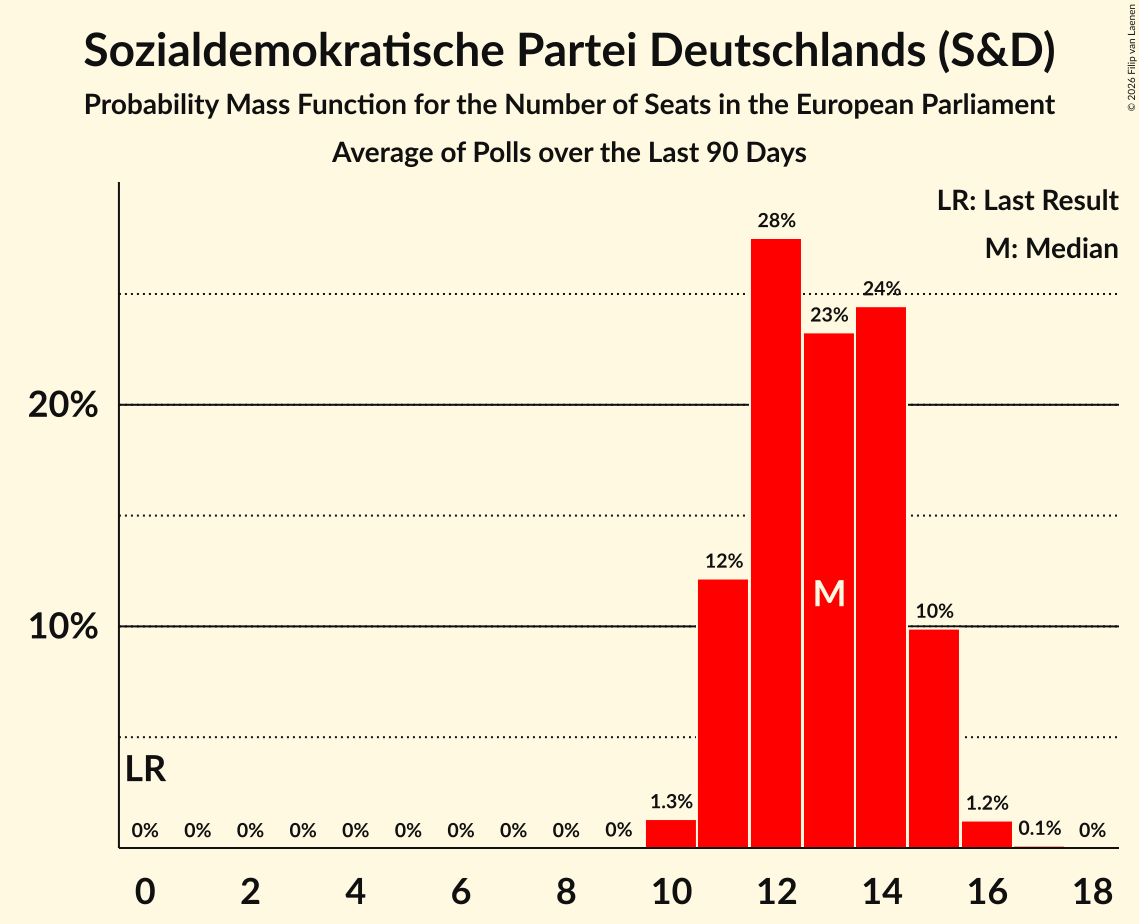 Sozialdemokratische Partei Deutschlands (S&D)
Probability Mass Function for the Number of Seats in the European Parliament
Average of Polls over the Last 90 Days
© 2026 Filip van Laenen
LR: Last Result
M: Median
28%
24%
23%
20%
12%
M
10%
10%
LR
1.3%
1.2%
0% 0% 0% 0% 0% 0% 0% 0% 0% 0% 0.1% 0%
0 2 4 6 8 10 12 14 16 18